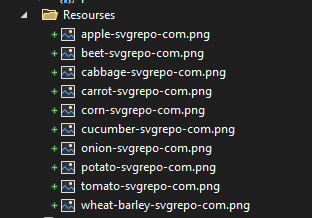 Resourses
apple-svgrepo-com.png
beet-svgrepo-com.png
cabbage-svgrepo-com.png
carrot-svgrepo-com.png
corn-svgrepo-com.png
cucumber-svgrepo-com.png
onion-svgrepo-com.png
potato-svgrepo-com.png
tomato-svgrepo-com.png
wheat-barley-svgrepo-com.png